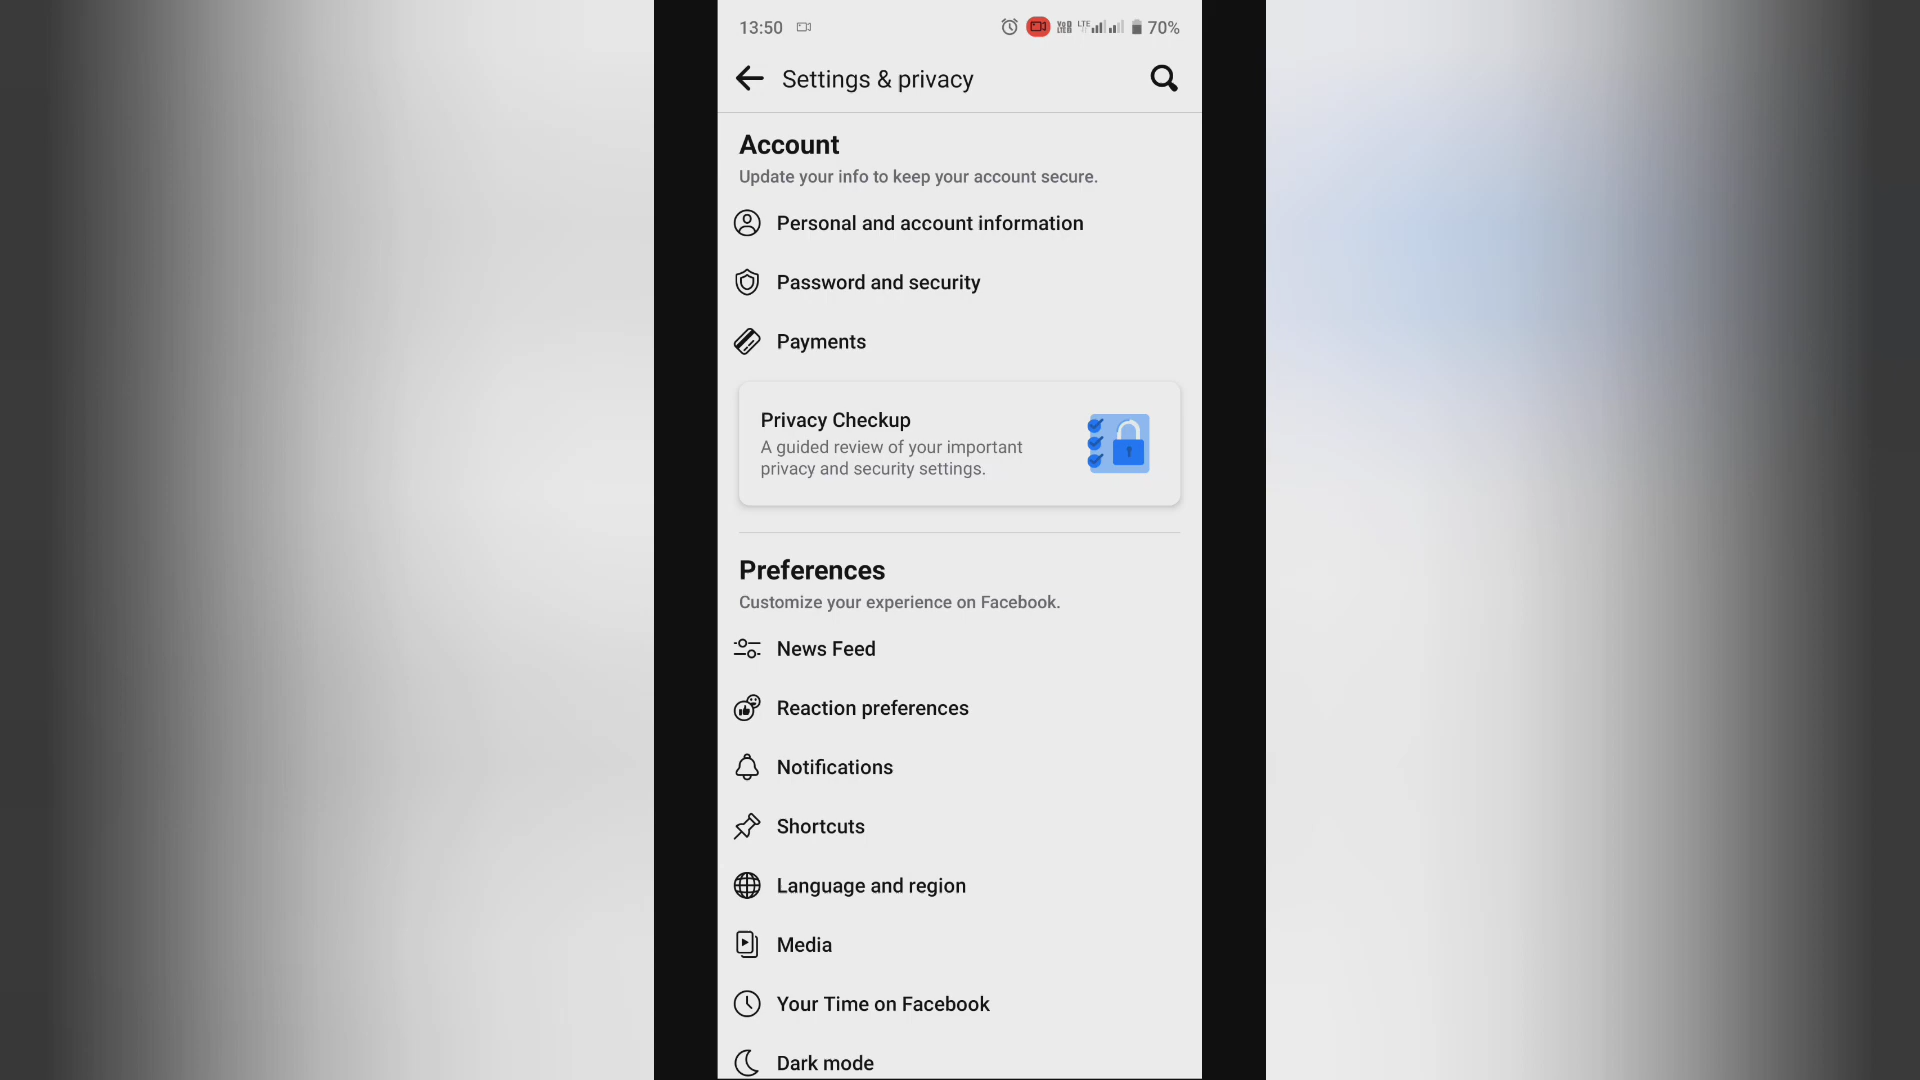 13:50 70%
Settings & privacy
Account
Update your info to keep your account secure.
Personal and account information
Password and security
Payments
Privacy Checkup
A guided review of your important
privacy and security settings.
Preferences
Customize your experience on Facebook.
News Feed
Reaction preferences
Notifications
Shortcuts
Language and region
Media
Your Time on Facebook
Dark mode